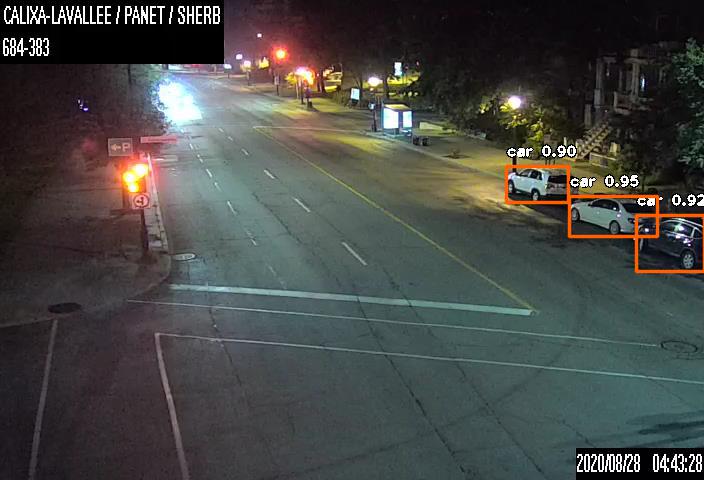 CALIXA-LAVALLEE / PANET / SHERB
684-383
car 0.90
car 0.95
car 0.92
P
2020/08/28 04:43:28